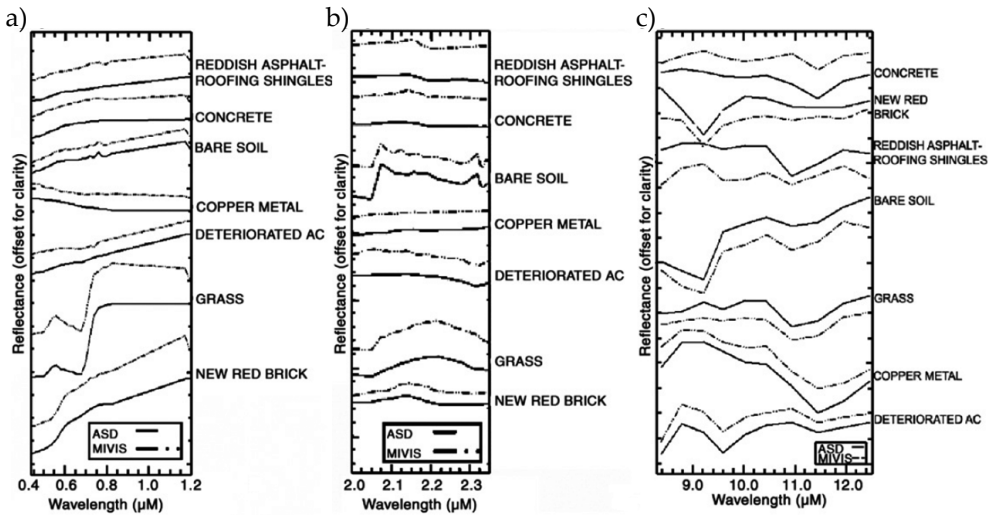 a)
Reflectance (offset for clarity)
REDDISH ASPHALT-
ROOFING SHINGLES
CONCRETE
BARE SOIL
COPPER METAL
DETERIORATED AC
GRASS
NEW RED BRICK
ASD
MIVIS
0.4 0.6 0.8 1.0 1.2
Wavelength (µM)
b)
Reflectance (offset for clarity)
REDDISH ASPHALT-
ROOFING SHINGLES
CONCRETE
BARE SOIL
COPPER METAL
DETERIORATED AC
GRASS
NEW RED BRICK
ASD
MIVIS
2.0 2.1 2.2 2.3
Wavelength (µM)
c)
Reflectance (offset for clarity)
CONCRETE
NEW RED
BRICK
REDDISH ASPHALT-
ROOFING SHINGLES
BARE SOIL
GRASS
COPPER METAL
DETERIORATED AC
ASD
MIVIS
9.0 10.0 11.0 12.0
Wavelength (µM)